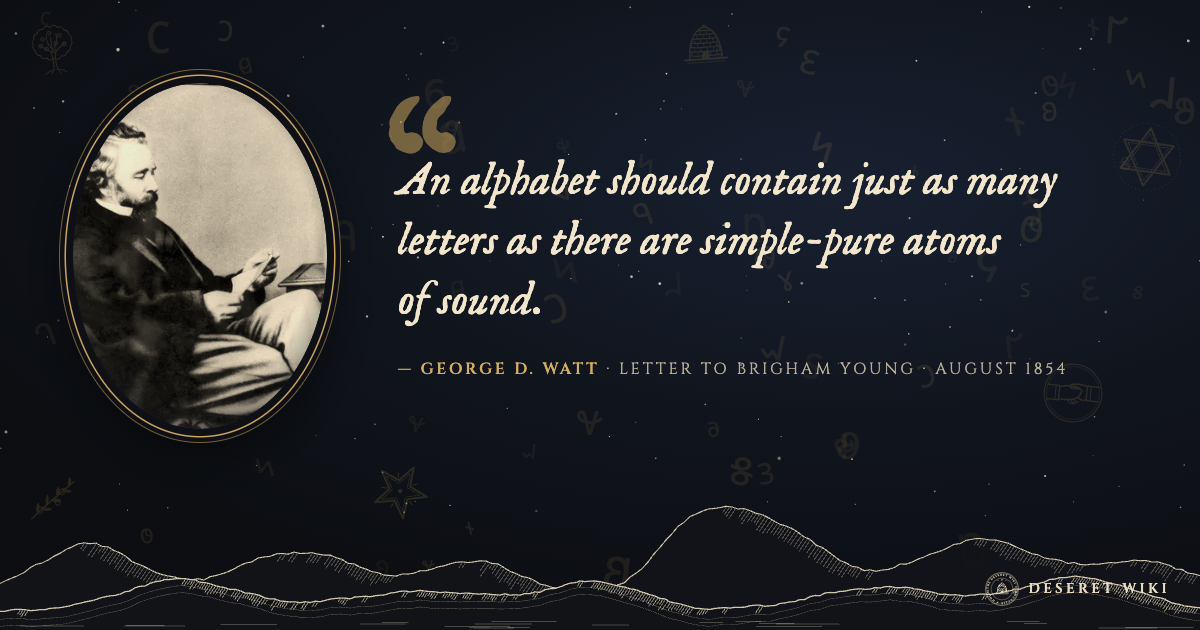 “
An alphabet should contain just as many
letters as there are simple-pure atoms
of sound.
— GEORGE D. WATT · LETTER TO BRIGHAM YOUNG · AUGUST 1854
DESERET WIKI